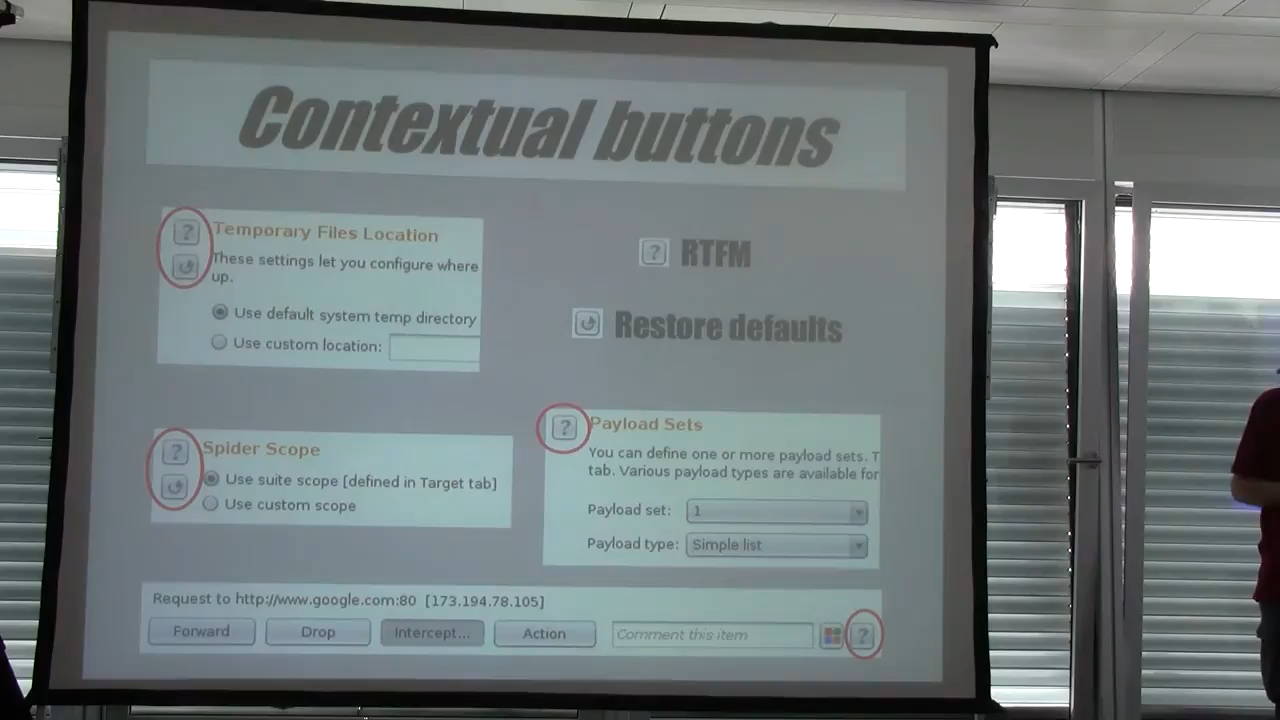 Contextual buttons
? Temporary Files Location
These settings let you configure where
up.
Use default system temp directory
Use custom location:
? RTFM
Restore defaults
? Spider Scope
Use suite scope [defined in Target tab]
Use custom scope
? Payload Sets
You can define one or more payload sets. T
tab. Various payload types are available for
Payload set: 1
Payload type: Simple list
Request to http://www.google.com:80 [173.194.78.105]
Forward Drop Intercept... Action Comment this item ?